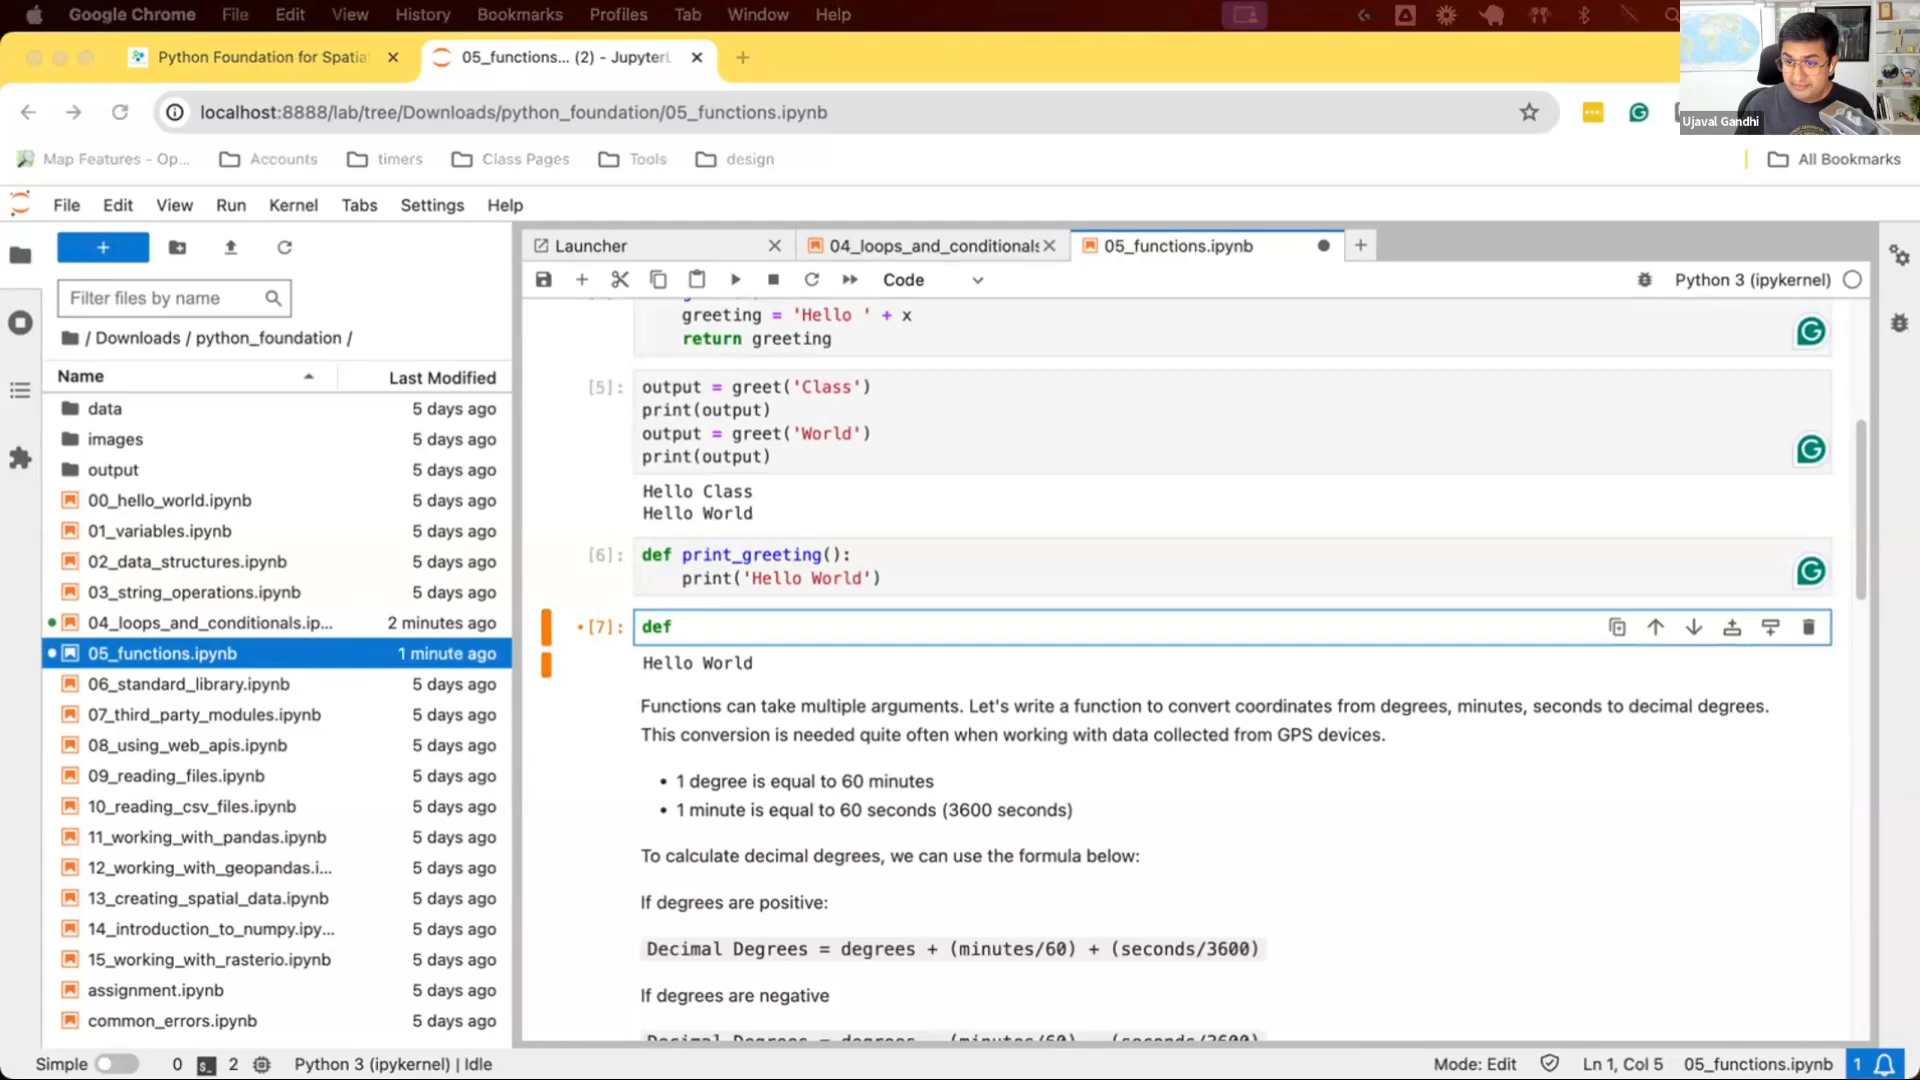 Google Chrome File Edit View History Bookmarks Profiles Tab Window Help
Python Foundation for Spatia
05_functions... (2) - JupyterL
localhost:8888/lab/tree/Downloads/python_foundation/05_functions.ipynb
Ujaval Gandhi
Map Features - Op... Accounts timers Class Pages Tools design All Bookmarks
File Edit View Run Kernel Tabs Settings Help
Filter files by name
/ Downloads / python_foundation /
Name Last Modified
data 5 days ago
images 5 days ago
output 5 days ago
00_hello_world.ipynb 5 days ago
01_variables.ipynb 5 days ago
02_data_structures.ipynb 5 days ago
03_string_operations.ipynb 5 days ago
04_loops_and_conditionals.ip... 2 minutes ago
05_functions.ipynb 1 minute ago
06_standard_library.ipynb 5 days ago
07_third_party_modules.ipynb 5 days ago
08_using_web_apis.ipynb 5 days ago
09_reading_files.ipynb 5 days ago
10_reading_csv_files.ipynb 5 days ago
11_working_with_pandas.ipynb 5 days ago
12_working_with_geopandas.i... 5 days ago
13_creating_spatial_data.ipynb 5 days ago
14_introduction_to_numpy.ipy... 5 days ago
15_working_with_rasterio.ipynb 5 days ago
assignment.ipynb 5 days ago
common_errors.ipynb 5 days ago
Launcher 04_loops_and_conditionals 05_functions.ipynb
Code Python 3 (ipykernel)
greeting = 'Hello ' + x
return greeting
[5]: output = greet('Class')
print(output)
output = greet('World')
print(output)
Hello Class
Hello World
[6]: def print_greeting():
print('Hello World')
[7]: def
Hello World
Functions can take multiple arguments. Let's write a function to convert coordinates from degrees, minutes, seconds to decimal degrees.
This conversion is needed quite often when working with data collected from GPS devices.
• 1 degree is equal to 60 minutes
• 1 minute is equal to 60 seconds (3600 seconds)
To calculate decimal degrees, we can use the formula below:
If degrees are positive:
Decimal Degrees = degrees + (minutes/60) + (seconds/3600)
If degrees are negative
Decimal Degrees = degrees - (minutes/60) - (seconds/3600)
Simple 0 2 Python 3 (ipykernel) | Idle Mode: Edit Ln 1, Col 5 05_functions.ipynb 1